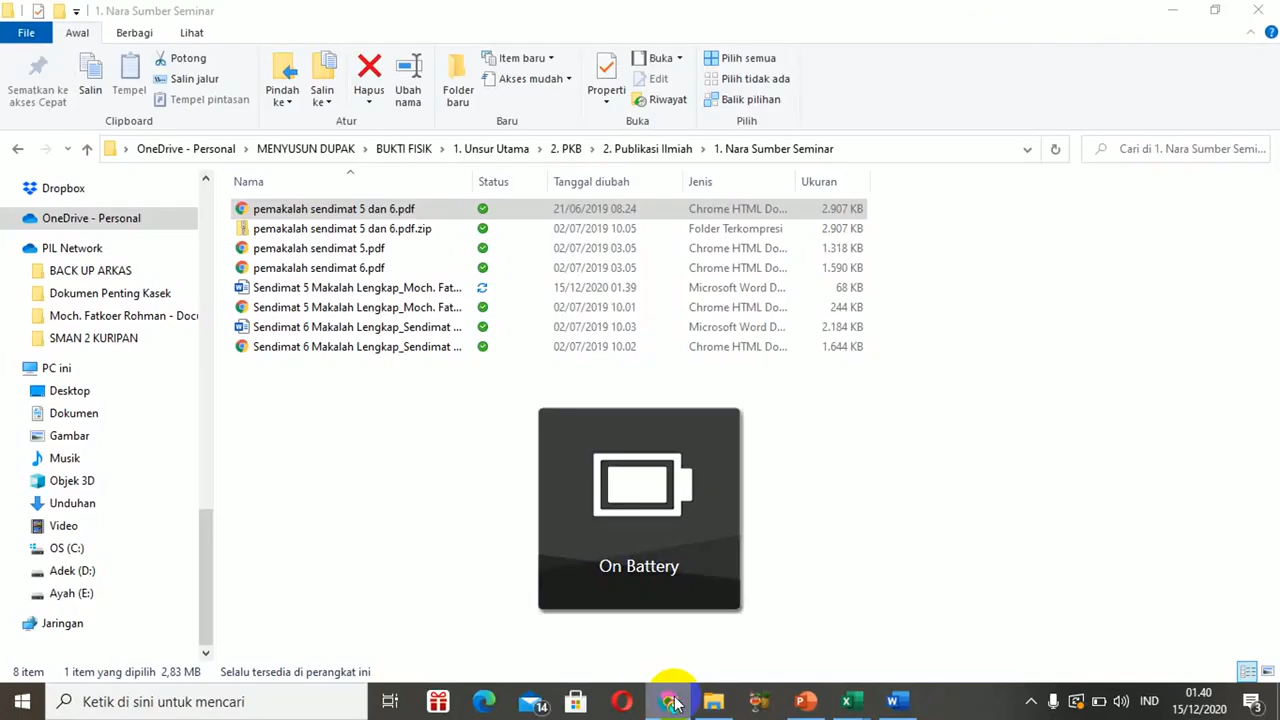 1. Nara Sumber Seminar
File Awal Berbagi Lihat
Sematkan ke akses Cepat
Salin
Tempel
Potong
Salin jalur
Tempel pintasan
Clipboard
Pindah ke
Salin ke
Hapus
Ubah nama
Atur
Folder baru
Item baru
Akses mudah
Baru
Properti
Buka
Edit
Riwayat
Buka
Pilih semua
Pilih tidak ada
Balik pilihan
Pilih
OneDrive - Personal MENYUSUN DUPAK BUKTI FISIK 1. Unsur Utama 2. PKB 2. Publikasi Ilmiah 1. Nara Sumber Seminar
Cari di 1. Nara Sumber Semi...
Dropbox
OneDrive - Personal
PIL Network
BACK UP ARKAS
Dokumen Penting Kasek
Moch. Fatkoer Rohman - Docu
SMAN 2 KURIPAN
PC ini
Desktop
Dokumen
Gambar
Musik
Objek 3D
Unduhan
Video
OS (C:)
Adek (D:)
Ayah (E:)
Jaringan
Nama Status Tanggal diubah Jenis Ukuran
pemakalah sendimat 5 dan 6.pdf 21/06/2019 08.24 Chrome HTML Do... 2.907 KB
pemakalah sendimat 5 dan 6.pdf.zip 02/07/2019 10.05 Folder Terkompresi 2.907 KB
pemakalah sendimat 5.pdf 02/07/2019 03.05 Chrome HTML Do... 1.318 KB
pemakalah sendimat 6.pdf 02/07/2019 03.05 Chrome HTML Do... 1.590 KB
Sendimat 5 Makalah Lengkap_Moch. Fat... 15/12/2020 01.39 Microsoft Word D... 68 KB
Sendimat 5 Makalah Lengkap_Moch. Fat... 02/07/2019 10.01 Chrome HTML Do... 244 KB
Sendimat 6 Makalah Lengkap_Sendimat ... 02/07/2019 10.03 Microsoft Word D... 2.184 KB
Sendimat 6 Makalah Lengkap_Sendimat ... 02/07/2019 10.02 Chrome HTML Do... 1.644 KB
On Battery
8 item 1 item yang dipilih 2,83 MB Selalu tersedia di perangkat ini
Ketik di sini untuk mencari
14
IND
01.40
15/12/2020
3